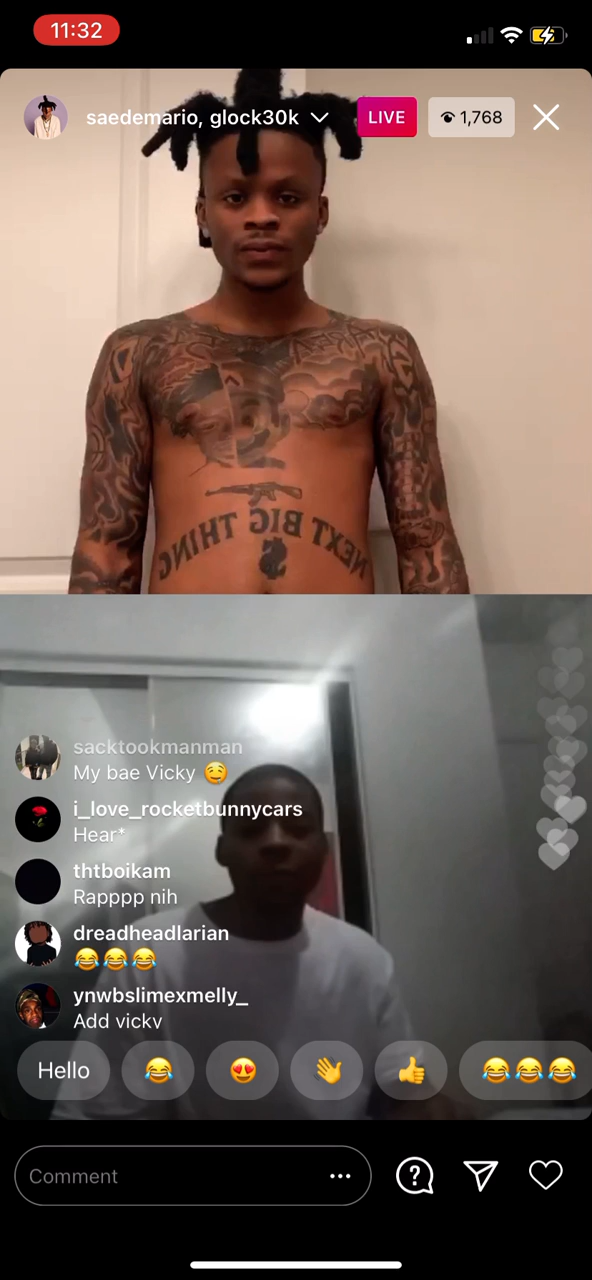 11:32
saedemario, glock30k
LIVE
1,768
NEXT BIG THING
sacktookmanman
My bae Vicky 🤤
i_love_rocketbunnycars
Hear*
thtboikam
Rapppp nih
dreadheadlarian
😂😂😂
ynwbslimexmelly_
Add vicky
Hello 😂 😍 👋 👍 😂😂😂
Comment